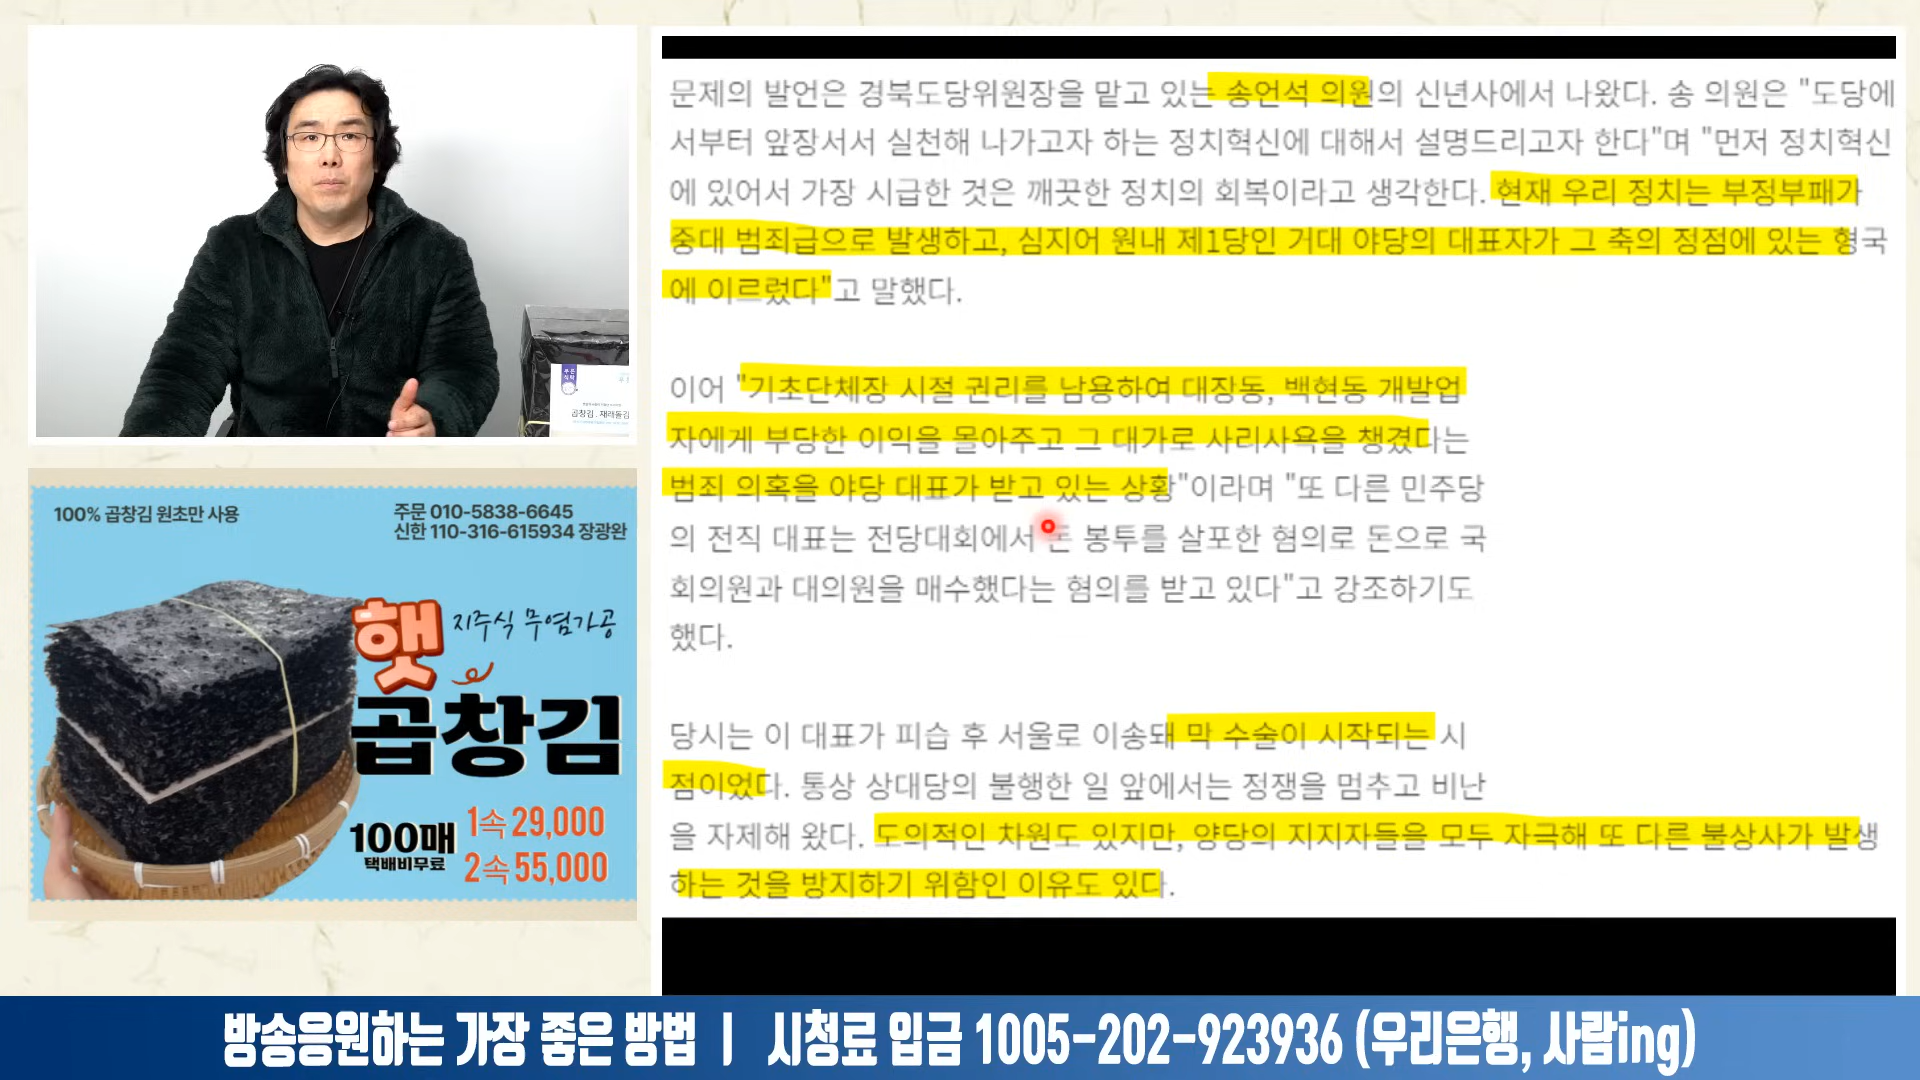 문제의 발언은 경북도당위원장을 맡고 있는 송언석 의원의 신년사에서 나왔다. 송 의원은 "도당에
서부터 앞장서서 실천해 나가고자 하는 정치혁신에 대해서 설명드리고자 한다"며 "먼저 정치혁신
에 있어서 가장 시급한 것은 깨끗한 정치의 회복이라고 생각한다. 현재 우리 정치는 부정부패가
중대 범죄급으로 발생하고, 심지어 원내 제1당인 거대 야당의 대표자가 그 축의 정점에 있는 형국
에 이르렀다"고 말했다.
이어 "기초단체장 시절 권리를 남용하여 대장동, 백현동 개발업
자에게 부당한 이익을 몰아주고 그 대가로 사리사욕을 챙겼다는
범죄 의혹을 야당 대표가 받고 있는 상황"이라며 "또 다른 민주당
의 전직 대표는 전당대회에서 돈 봉투를 살포한 혐의로 돈으로 국
회의원과 대의원을 매수했다는 혐의를 받고 있다"고 강조하기도
했다.
당시는 이 대표가 피습 후 서울로 이송돼 막 수술이 시작되는 시
점이었다. 통상 상대당의 불행한 일 앞에서는 정쟁을 멈추고 비난
을 자제해 왔다. 도의적인 차원도 있지만, 양당의 지지자들을 모두 자극해 또 다른 불상사가 발생
하는 것을 방지하기 위함인 이유도 있다.
곱창김, 재래돌김
100% 곱창김 원초만 사용
주문 010-5838-6645
신한 110-316-615934 장광완
햇 지주식 무염가공
곱창김
100매
택배비무료
1속 29,000
2속 55,000
방송응원하는 가장 좋은 방법 | 시청료 입금 1005-202-923936 (우리은행, 사람ing)